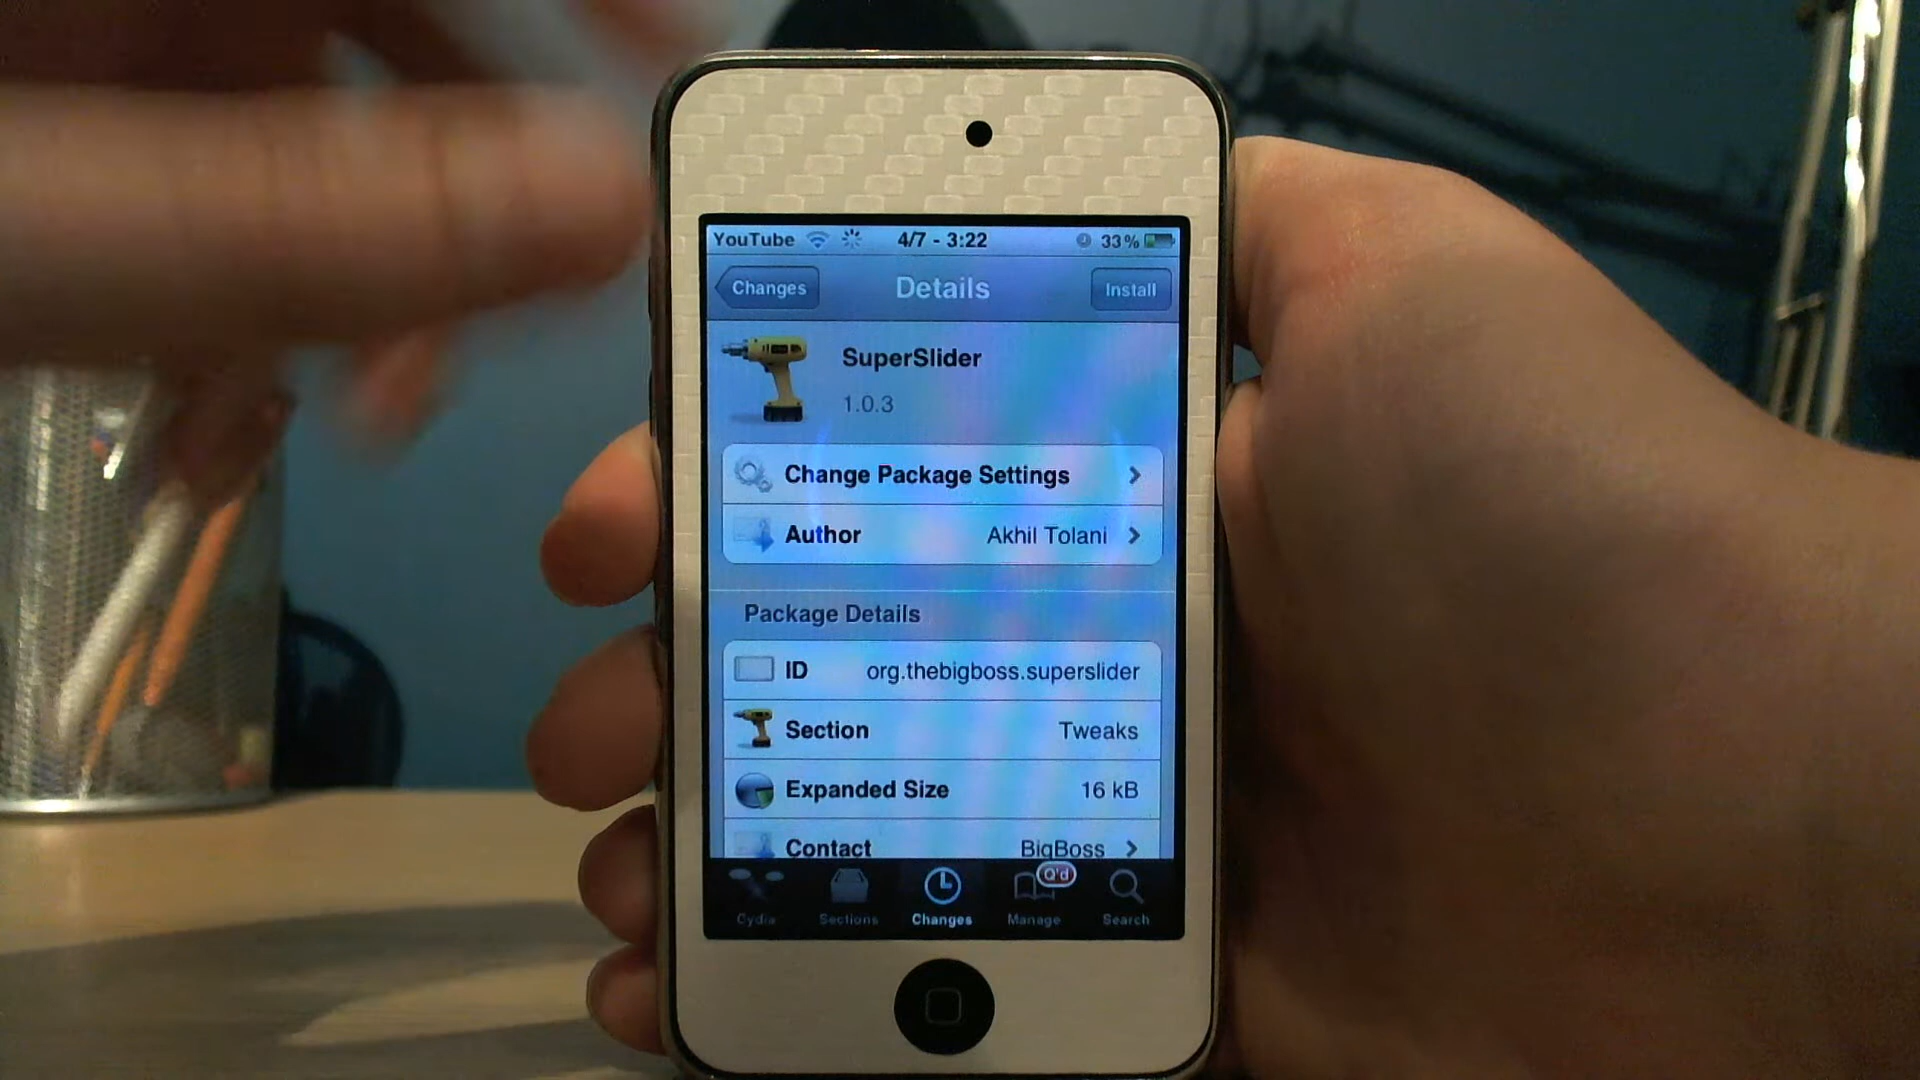 YouTube 4/7 - 3:22 33%
Changes Details Install
SuperSlider
1.0.3
Change Package Settings
Author Akhil Tolani
Package Details
ID org.thebigboss.superslider
Section Tweaks
Expanded Size 16 kB
Contact BigBoss
Q'd
Cydia Sections Changes Manage Search